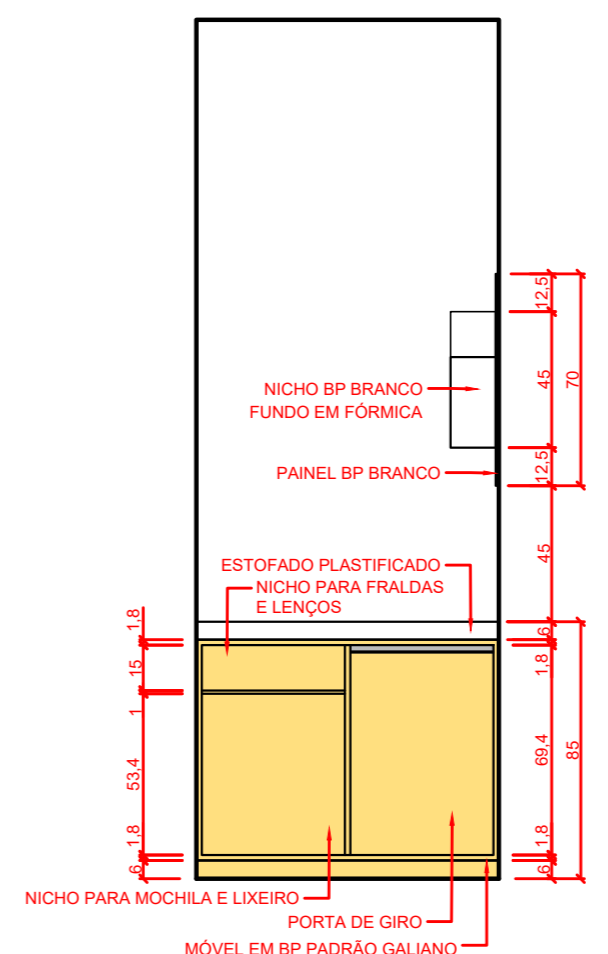 12,5
45
70
NICHO BP BRANCO
FUNDO EM FÓRMICA
12,5
PAINEL BP BRANCO
45
ESTOFADO PLASTIFICADO
NICHO PARA FRALDAS
E LENÇOS
1,8
6
15
1,8
1
69,4
85
53,4
1,8
1,8
6
6
NICHO PARA MOCHILA E LIXEIRO
PORTA DE GIRO
MÓVEL EM BP PADRÃO GALIANO